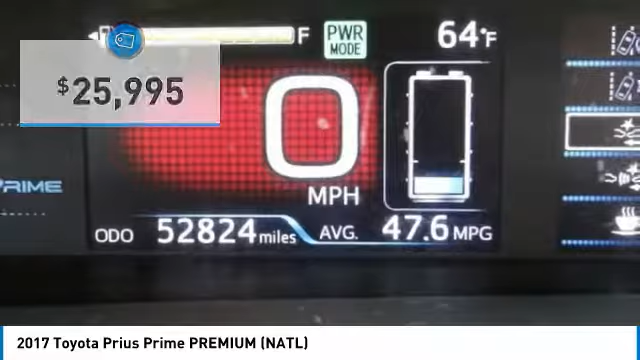 F
PWR
MODE
64°F
$25,995
0
MPH
PRIME
ODO 52824 miles
AVG. 47.6 MPG
2017 Toyota Prius Prime PREMIUM (NATL)